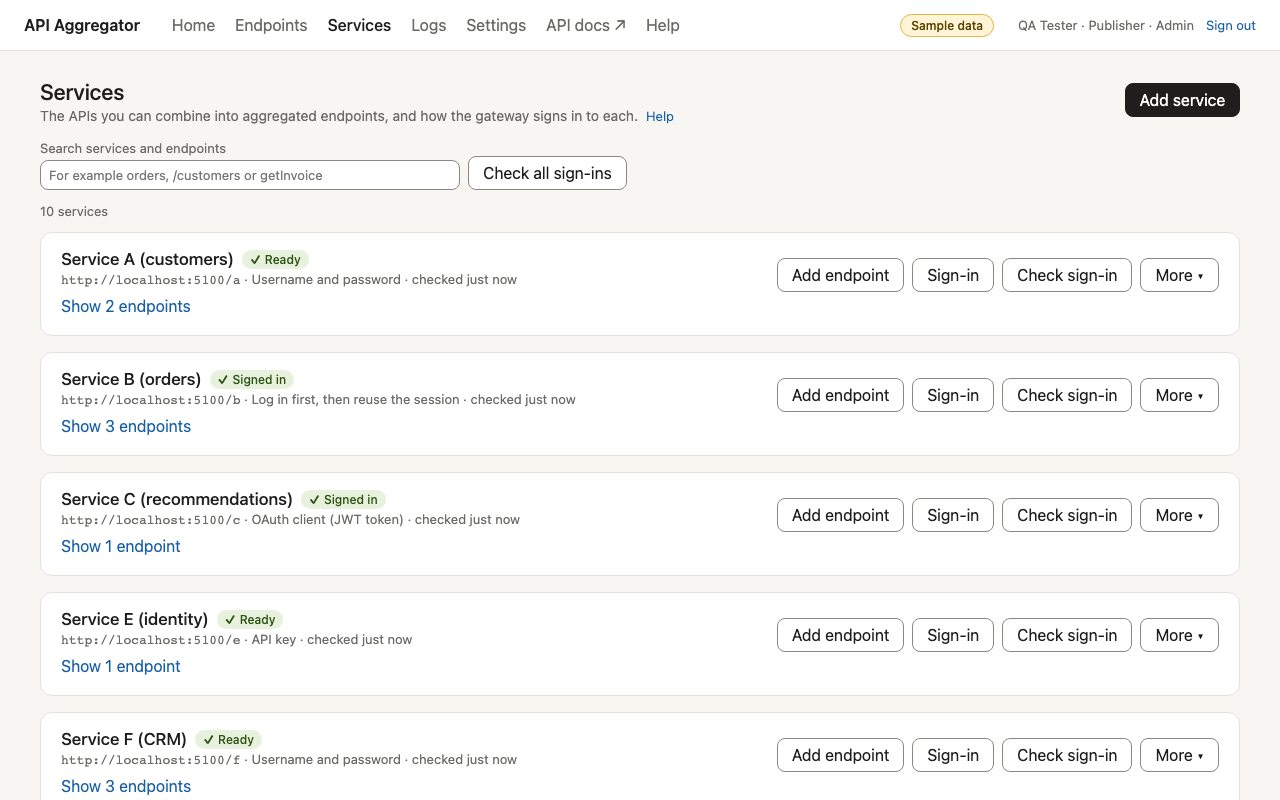 API Aggregator Home Endpoints Services Logs Settings API docs ↗ Help Sample data QA Tester · Publisher · Admin Sign out
Services
Add service
The APIs you can combine into aggregated endpoints, and how the gateway signs in to each. Help
Search services and endpoints
For example orders, /customers or getInvoice
Check all sign-ins
10 services
Service A (customers) ✓ Ready
http://localhost:5100/a · Username and password · checked just now
Add endpoint Sign-in Check sign-in More ▾
Show 2 endpoints
Service B (orders) ✓ Signed in
http://localhost:5100/b · Log in first, then reuse the session · checked just now
Add endpoint Sign-in Check sign-in More ▾
Show 3 endpoints
Service C (recommendations) ✓ Signed in
http://localhost:5100/c · OAuth client (JWT token) · checked just now
Add endpoint Sign-in Check sign-in More ▾
Show 1 endpoint
Service E (identity) ✓ Ready
http://localhost:5100/e · API key · checked just now
Add endpoint Sign-in Check sign-in More ▾
Show 1 endpoint
Service F (CRM) ✓ Ready
http://localhost:5100/f · Username and password · checked just now
Add endpoint Sign-in Check sign-in More ▾
Show 3 endpoints